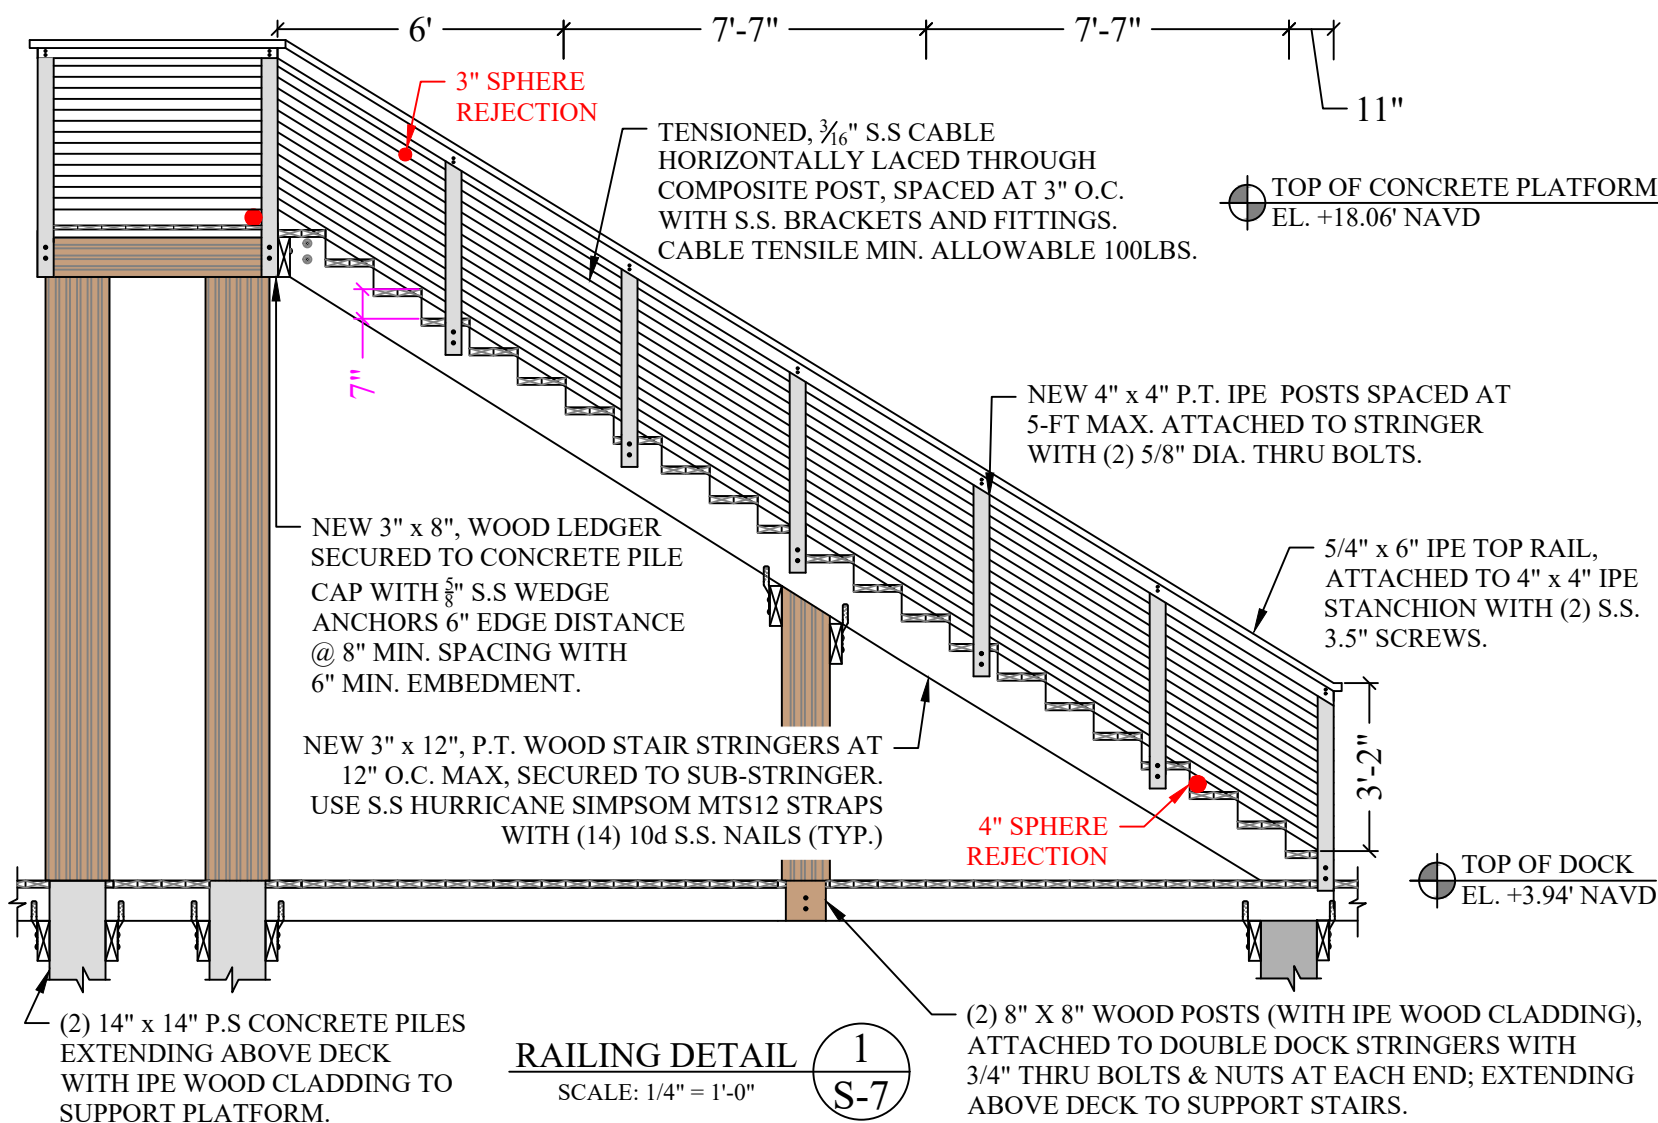 6'
7'-7"
7'-7"
11"
3" SPHERE
REJECTION
TENSIONED, 3/16" S.S CABLE
HORIZONTALLY LACED THROUGH
COMPOSITE POST, SPACED AT 3" O.C.
WITH S.S. BRACKETS AND FITTINGS.
CABLE TENSILE MIN. ALLOWABLE 100LBS.
TOP OF CONCRETE PLATFORM
EL. +18.06' NAVD
7"
NEW 4" x 4" P.T. IPE POSTS SPACED AT
5-FT MAX. ATTACHED TO STRINGER
WITH (2) 5/8" DIA. THRU BOLTS.
NEW 3" x 8", WOOD LEDGER
SECURED TO CONCRETE PILE
CAP WITH 5/8" S.S WEDGE
ANCHORS 6" EDGE DISTANCE
@ 8" MIN. SPACING WITH
6" MIN. EMBEDMENT.
5/4" x 6" IPE TOP RAIL,
ATTACHED TO 4" x 4" IPE
STANCHION WITH (2) S.S.
3.5" SCREWS.
NEW 3" x 12", P.T. WOOD STAIR STRINGERS AT
12" O.C. MAX, SECURED TO SUB-STRINGER.
USE S.S HURRICANE SIMPSOM MTS12 STRAPS
WITH (14) 10d S.S. NAILS (TYP.)
3'-2"
4" SPHERE
REJECTION
TOP OF DOCK
EL. +3.94' NAVD
(2) 14" x 14" P.S CONCRETE PILES
EXTENDING ABOVE DECK
WITH IPE WOOD CLADDING TO
SUPPORT PLATFORM.
RAILING DETAIL
SCALE: 1/4" = 1'-0"
1
S-7
(2) 8" X 8" WOOD POSTS (WITH IPE WOOD CLADDING),
ATTACHED TO DOUBLE DOCK STRINGERS WITH
3/4" THRU BOLTS & NUTS AT EACH END; EXTENDING
ABOVE DECK TO SUPPORT STAIRS.